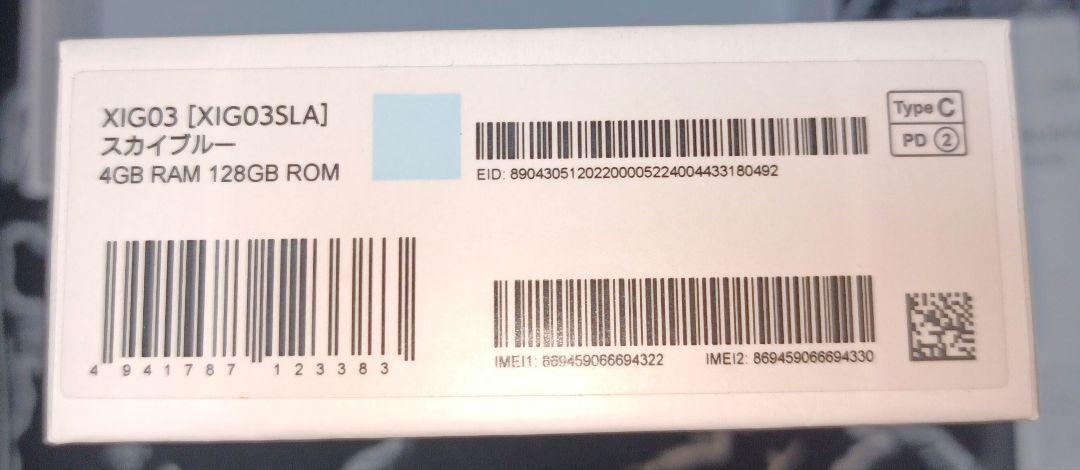 XIG03 [XIG03SLA]
スカイブルー
4GB RAM 128GB ROM
EID: 89043051202200005224004433180492
Type C
PD 2
4 941787 123383
IMEI1: 869459066694322
IMEI2: 869459066694330